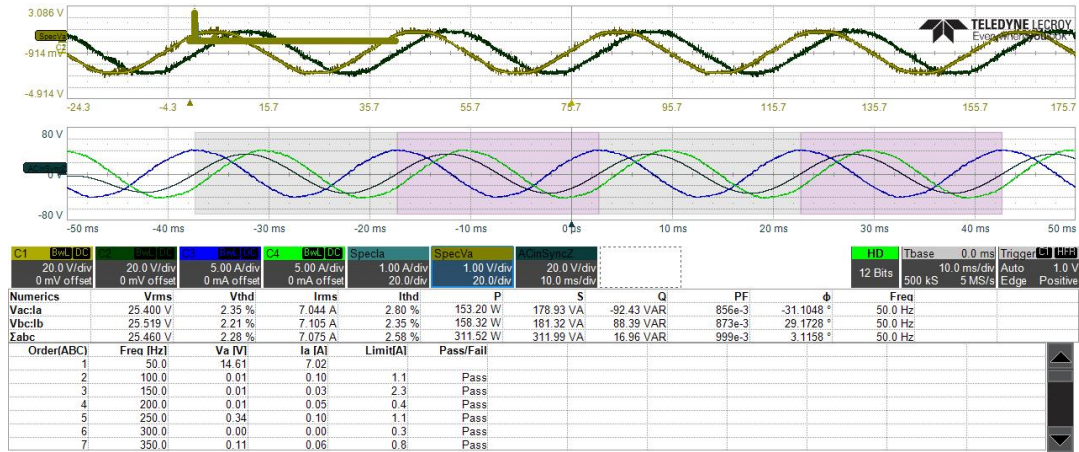 3.086 V
TELEDYNE LECROY
SpecVa
C2
-914 mV
-4.914 V
-24.3 -4.3 15.7 35.7 55.7 75.7 95.7 115.7 135.7 155.7 175.7
80 V
0 V
-80 V
-50 ms -40 ms -30 ms -20 ms -10 ms 0 µs 10 ms 20 ms 30 ms 40 ms 50 ms
C1 BwL DC C2 BwL DC C3 BwL DC C4 BwL DC SpecIa SpecVa ACinSyncZ HD Tbase 0.0 ms Trigger C1 HFR
20.0 V/div 20.0 V/div 5.00 A/div 5.00 A/div 1.00 A/div 1.00 V/div 20.0 V/div 12 Bits 10.0 ms/div Auto 1.0 V
0 mV offset 0 mV offset 0 mA offset 0 mA offset 20.0/div 20.0/div 10.0 ms/div 500 kS 5 MS/s Edge Positive
Numerics Vrms Vthd Irms Ithd P S Q PF ϕ Freq
Vac:Ia 25.400 V 2.35 % 7.044 A 2.80 % 153.20 W 178.93 VA -92.43 VAR 856e-3 -31.1048 ° 50.0 Hz
Vbc:Ib 25.519 V 2.21 % 7.105 A 2.35 % 158.32 W 181.32 VA 88.39 VAR 873e-3 29.1728 ° 50.0 Hz
Σabc 25.460 V 2.28 % 7.075 A 2.58 % 311.52 W 311.99 VA 16.96 VAR 999e-3 3.1158 ° 50.0 Hz
Order(ABC) Freq [Hz] Va [V] Ia [A] Limit[A] Pass/Fail
1 50.0 14.61 7.02
2 100.0 0.01 0.10 1.1 Pass
3 150.0 0.01 0.03 2.3 Pass
4 200.0 0.01 0.05 0.4 Pass
5 250.0 0.34 0.10 1.1 Pass
6 300.0 0.00 0.00 0.3 Pass
7 350.0 0.11 0.06 0.8 Pass